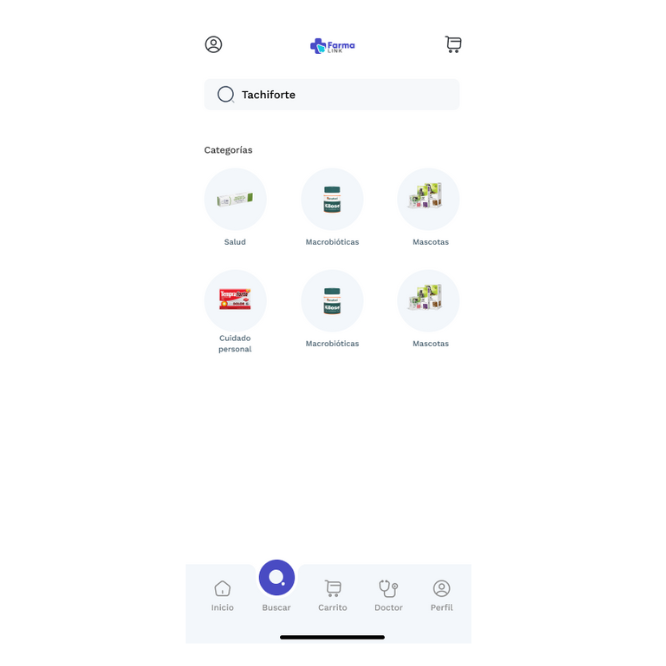 Farma
LINK
Tachiforte
Categorías
Salud
Macrobióticas
Mascotas
Cuidado
personal
Macrobióticas
Mascotas
Inicio
Buscar
Carrito
Doctor
Perfil